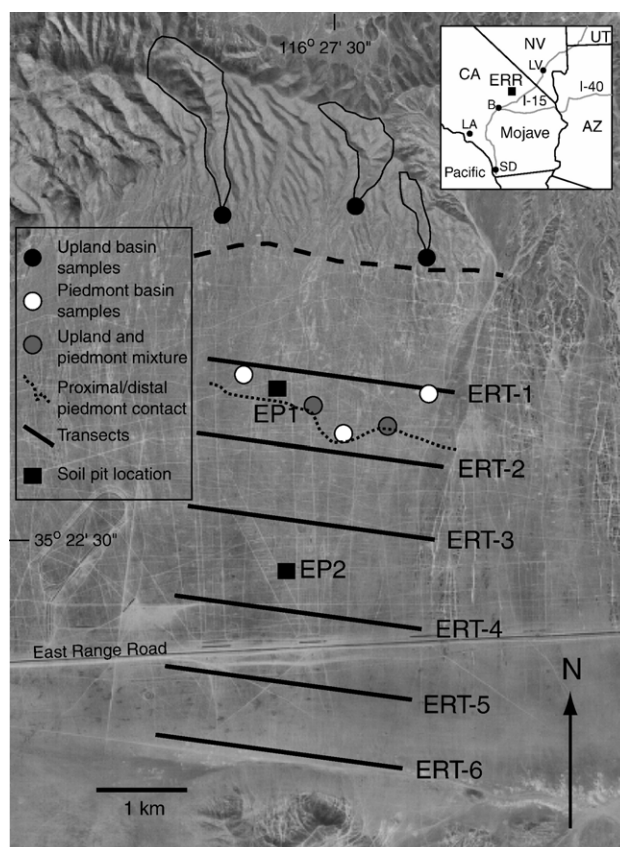 116° 27' 30"
UT
NV
LV
CA
ERR
I-40
B
I-15
LA
AZ
Mojave
Pacific
SD
Upland basin
samples
Piedmont basin
samples
Upland and
piedmont mixture
Proximal/distal
piedmont contact
Transects
Soil pit location
ERT-1
EP1
ERT-2
35° 22' 30"
ERT-3
EP2
ERT-4
East Range Road
N
ERT-5
ERT-6
1 km